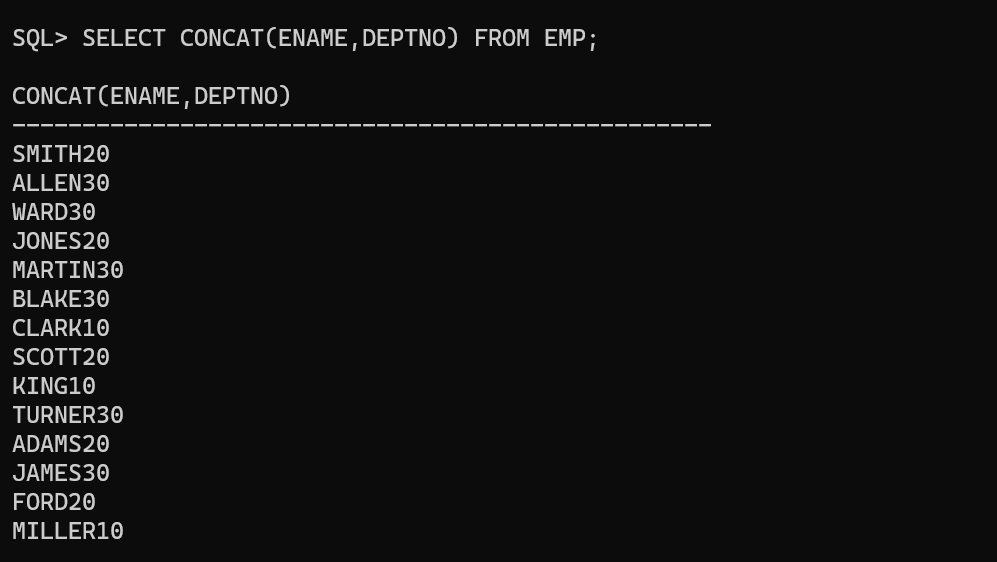 SQL> SELECT CONCAT(ENAME,DEPTNO) FROM EMP;
CONCAT(ENAME,DEPTNO)
--------------------------------------------------
SMITH20
ALLEN30
WARD30
JONES20
MARTIN30
BLAKE30
CLARK10
SCOTT20
KING10
TURNER30
ADAMS20
JAMES30
FORD20
MILLER10